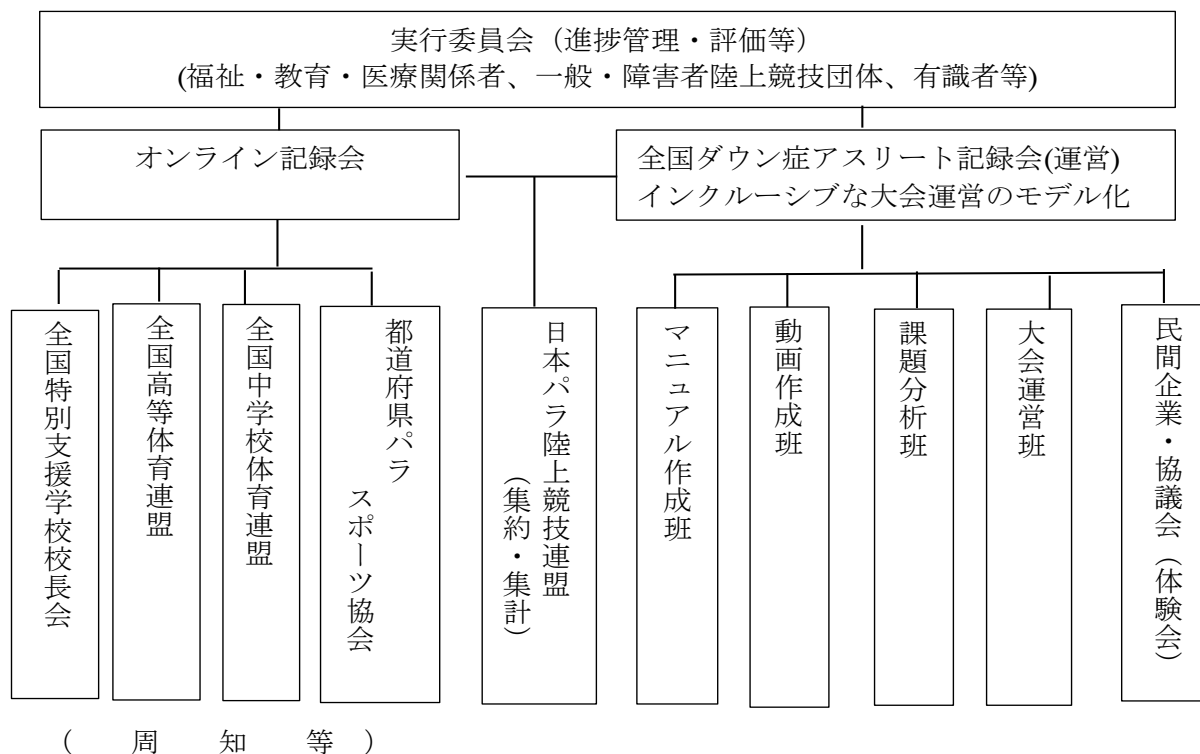 実行委員会（進捗管理・評価等）
(福祉・教育・医療関係者、一般・障害者陸上競技団体、有識者等)
オンライン記録会
全国ダウン症アスリート記録会(運営)
インクルーシブな大会運営のモデル化
全国特別支援学校校長会
全国高等体育連盟
全国中学校体育連盟
都道府県パラ
スポーツ協会
日本パラ陸上競技連盟
（集約・集計）
マニュアル作成班
動画作成班
課題分析班
大会運営班
民間企業・協議会（体験会）
（　周　知　等　）